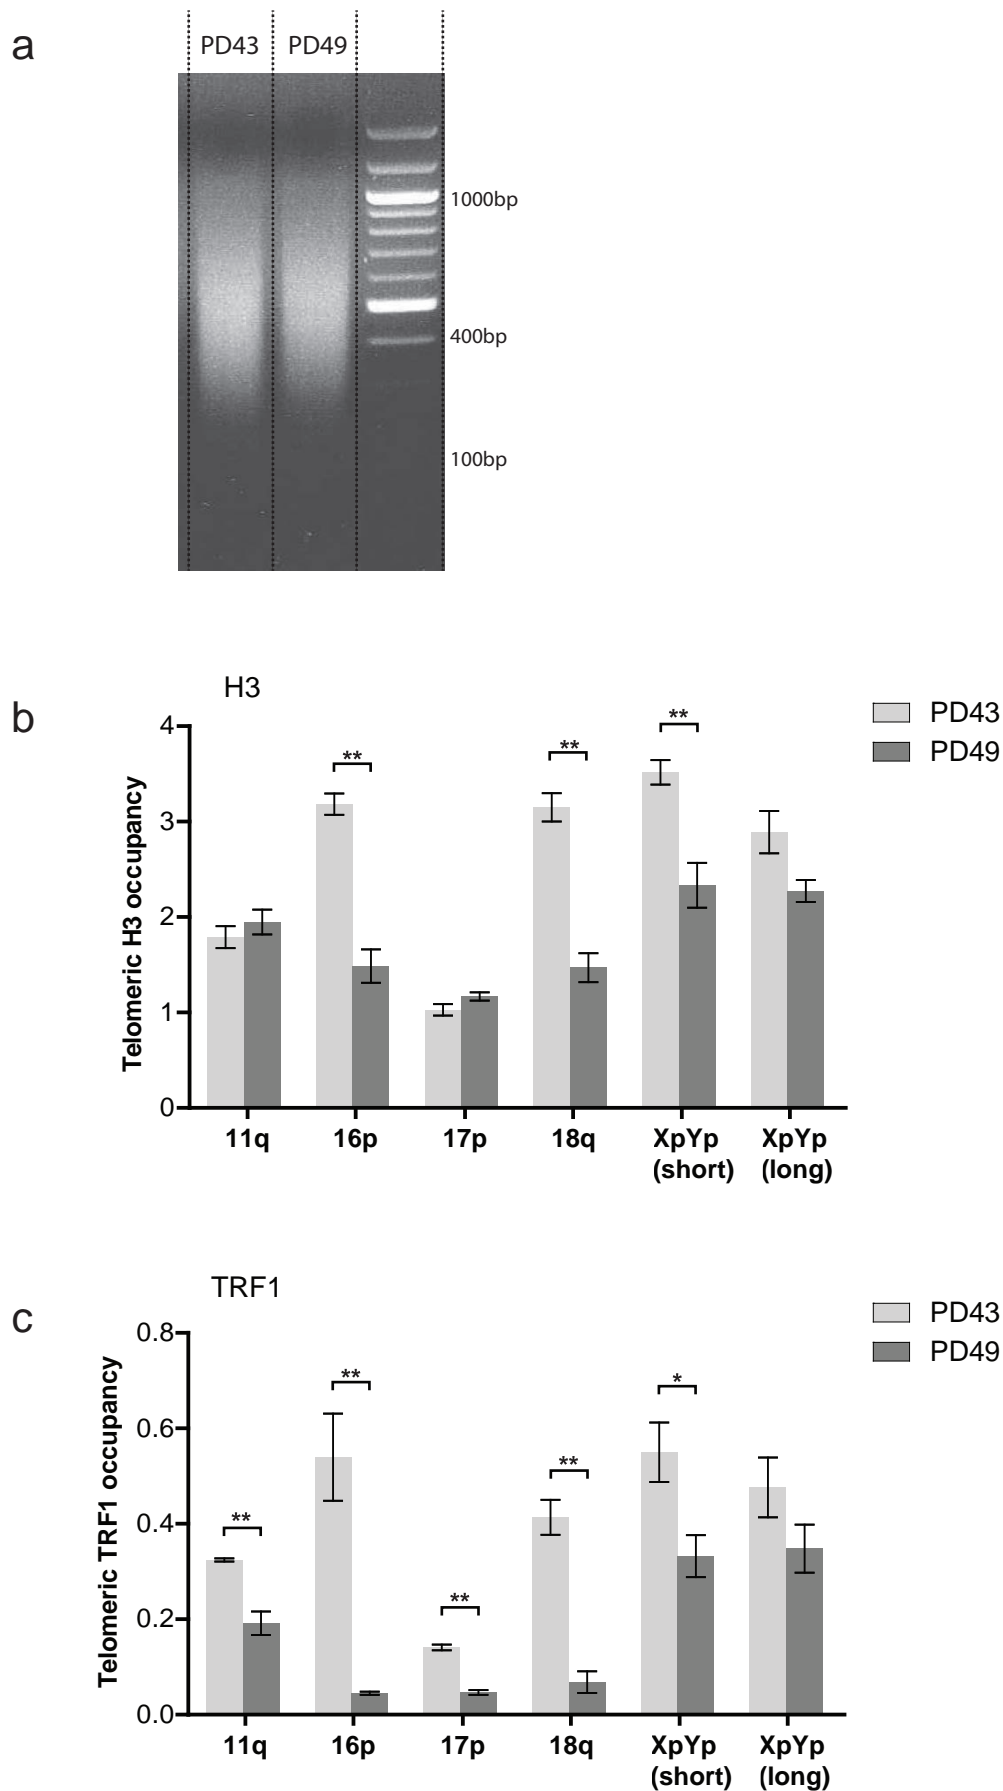 a
PD43 PD49
1000bp
400bp
100bp
b
H3
PD43
PD49
Telomeric H3 occupancy
4
3
2
1
0
** ** **
11q 16p 17p 18q XpYp (short) XpYp (long)
c
TRF1
PD43
PD49
Telomeric TRF1 occupancy
0.8
0.6
0.4
0.2
0.0
** ** ** ** *
11q 16p 17p 18q XpYp (short) XpYp (long)